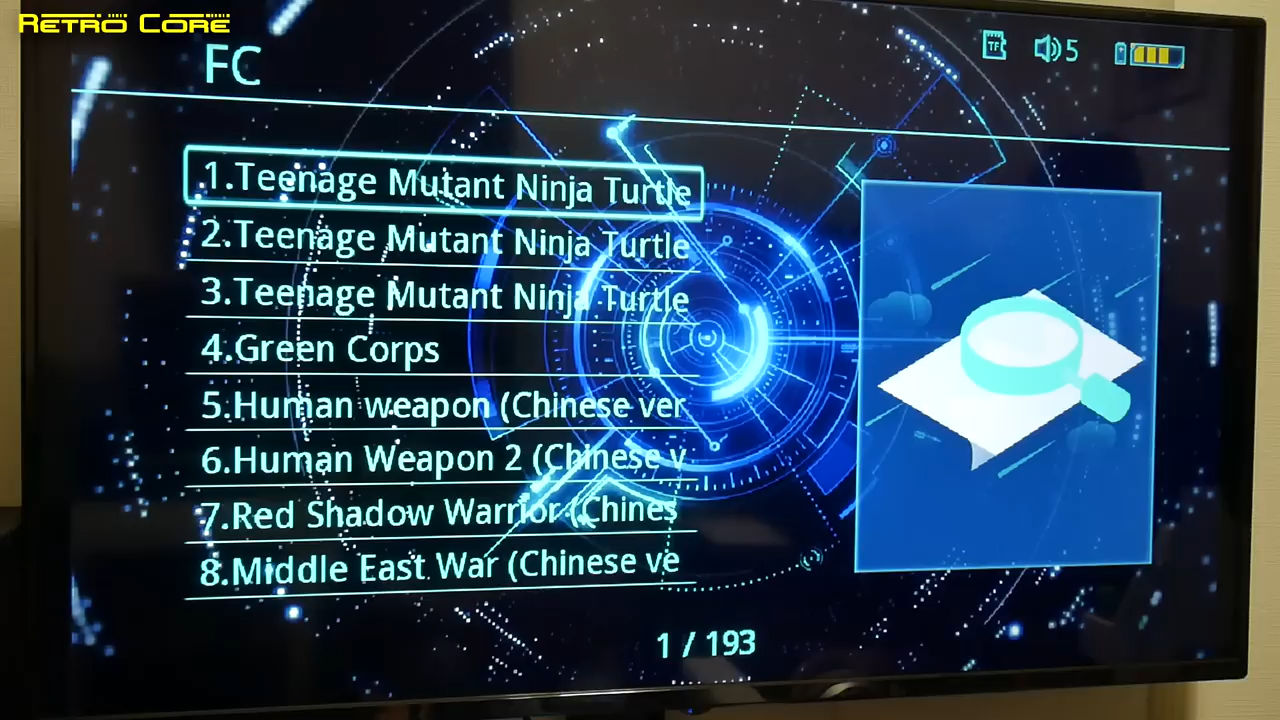 RETRO CORE
FC
TF
5
1.Teenage Mutant Ninja Turtle
2.Teenage Mutant Ninja Turtle
3.Teenage Mutant Ninja Turtle
4.Green Corps
5.Human weapon (Chinese ver
6.Human Weapon 2 (Chinese v
7.Red Shadow Warrior (Chines
8.Middle East War (Chinese ve
1 / 193